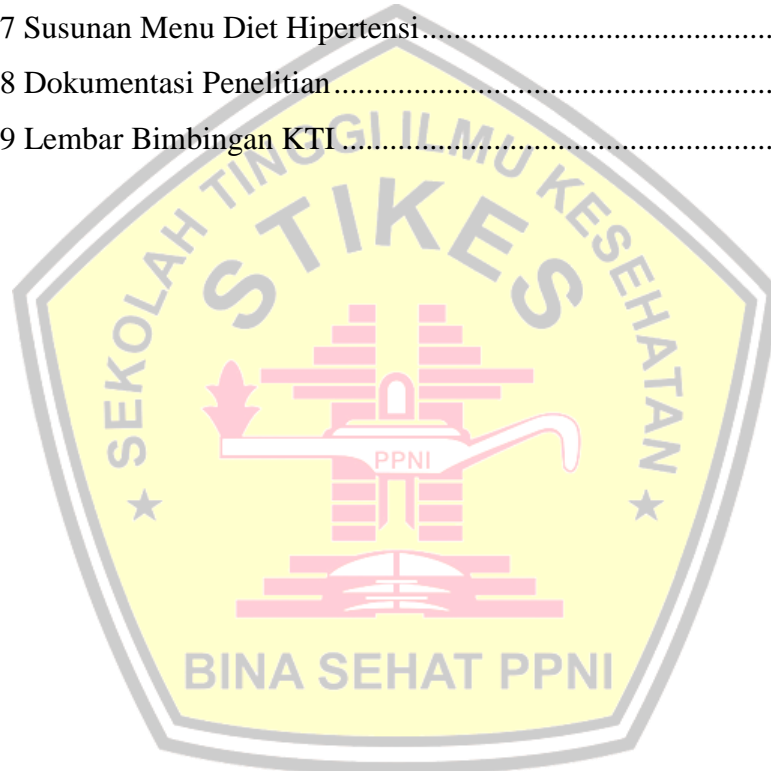 7 Susunan Menu Diet Hipertensi..........................................
8 Dokumentasi Penelitian....................................................
9 Lembar Bimbingan KTI....................................................
SEKOLAH TINGGI ILMU KESEHATAN
STIKES
PPNI
BINA SEHAT PPNI